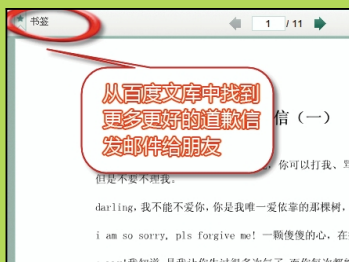 书签
1 / 11
从百度文库中找到
更多更好的道歉信
发邮件给朋友
信（一）
，你可以打我、骂
但是不要不理我。
darling,我不能不爱你,你是我唯一爱依靠的那棵树,
i am so sorry, pls forgive me! 一颗傻傻的心，在